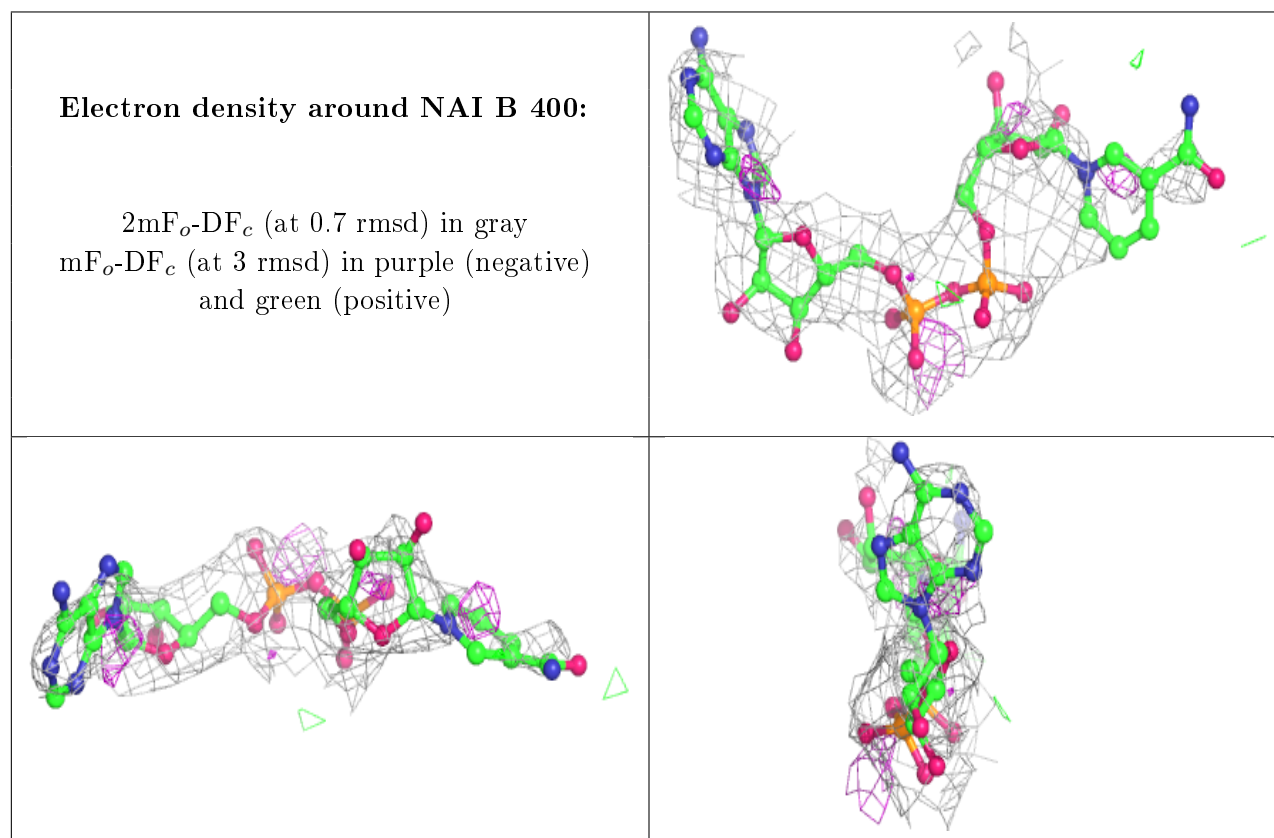 Electron density around NAI B 400:
2mFo-DFc (at 0.7 rmsd) in gray
mFo-DFc (at 3 rmsd) in purple (negative)
and green (positive)